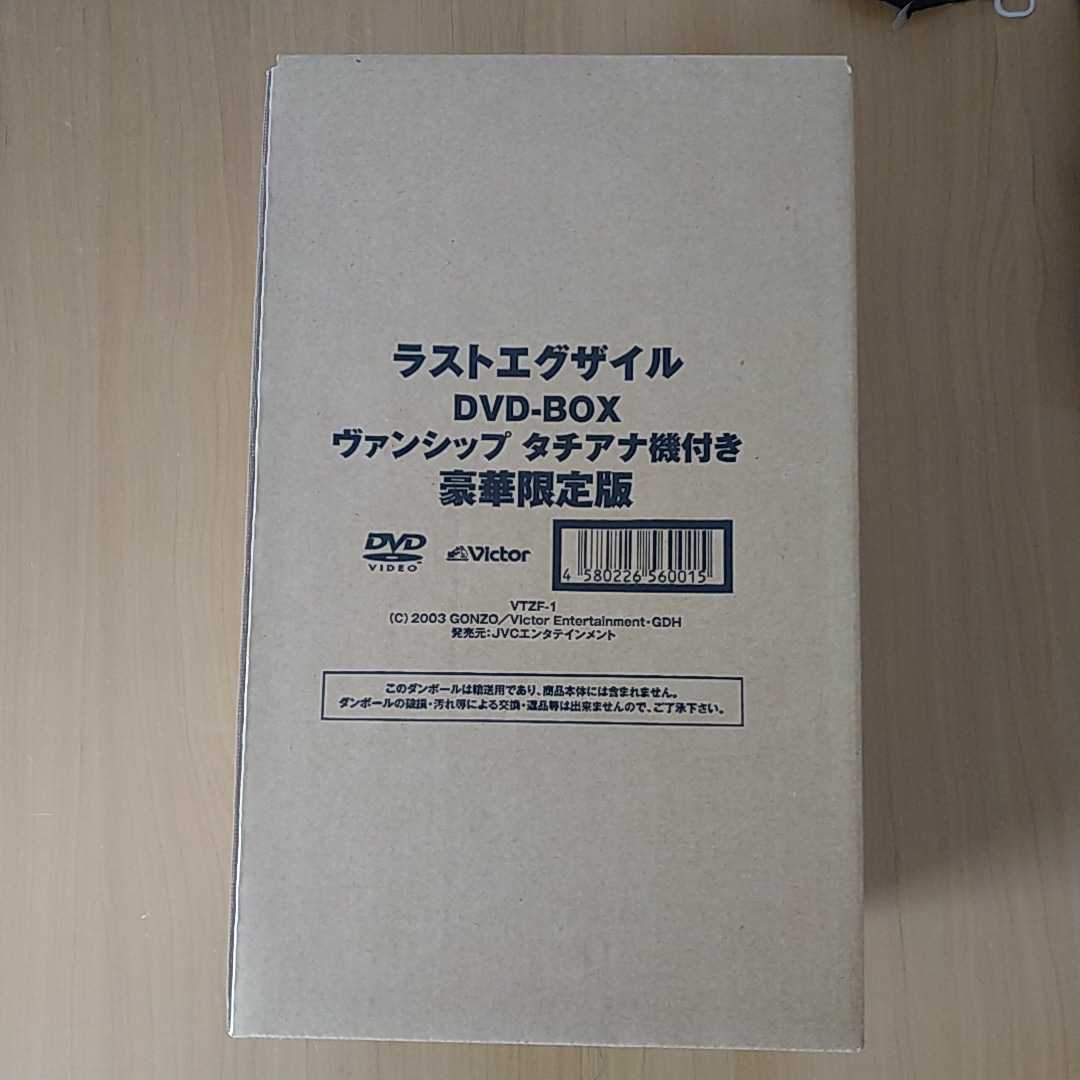 ラストエグザイル
DVD-BOX
ヴァンシップ タチアナ機付き
豪華限定版
DVD VIDEO Victor
4 580226 560015
VTZF-1
(C) 2003 GONZO／Victor Entertainment・GDH
発売元：JVCエンタテインメント
このダンボールは輸送用であり、商品本体には含まれません。
ダンボールの破損・汚れ等による交換・返品等は出来ませんので、ご了承下さい。